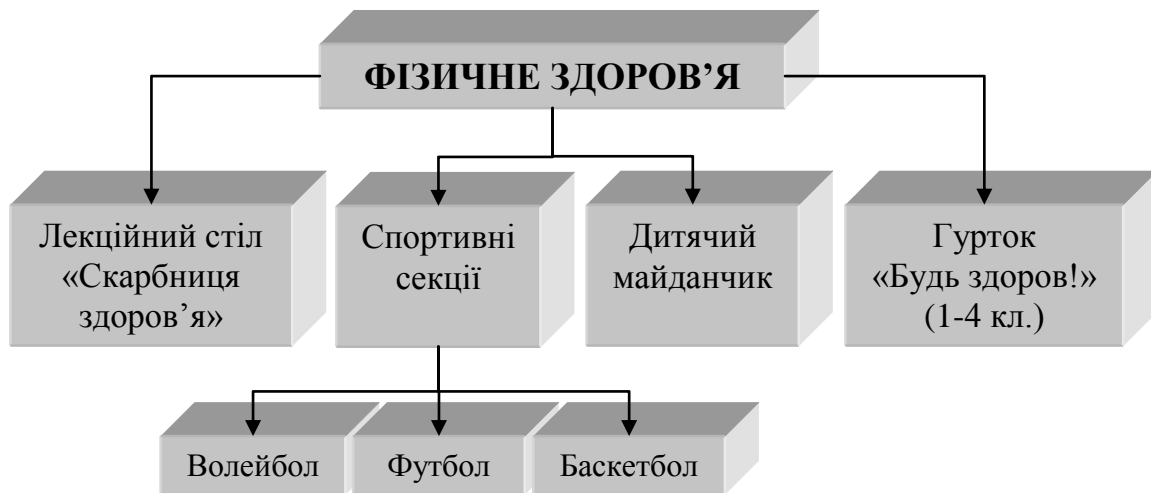 ФІЗИЧНЕ ЗДОРОВ’Я
Лекційний стіл
«Скарбниця
здоров’я»
Спортивні
секції
Дитячий
майданчик
Гурток
«Будь здоров!»
(1-4 кл.)
Волейбол
Футбол
Баскетбол